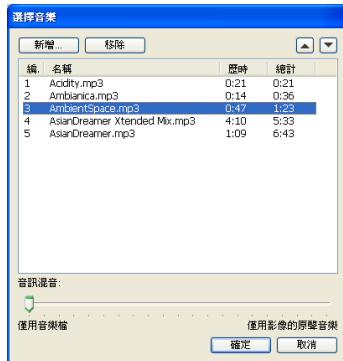 選擇音樂
新增... 移除
編. 名稱 歷時 總計
1 Acidity.mp3 0:21 0:21
2 Ambianica.mp3 0:14 0:36
3 AmbientSpace.mp3 0:47 1:23
4 AsianDreamer Xtended Mix.mp3 4:10 5:33
5 AsianDreamer.mp3 1:09 6:43
音訊混音:
僅用音樂檔 僅用影像的原聲音樂
確定 取消